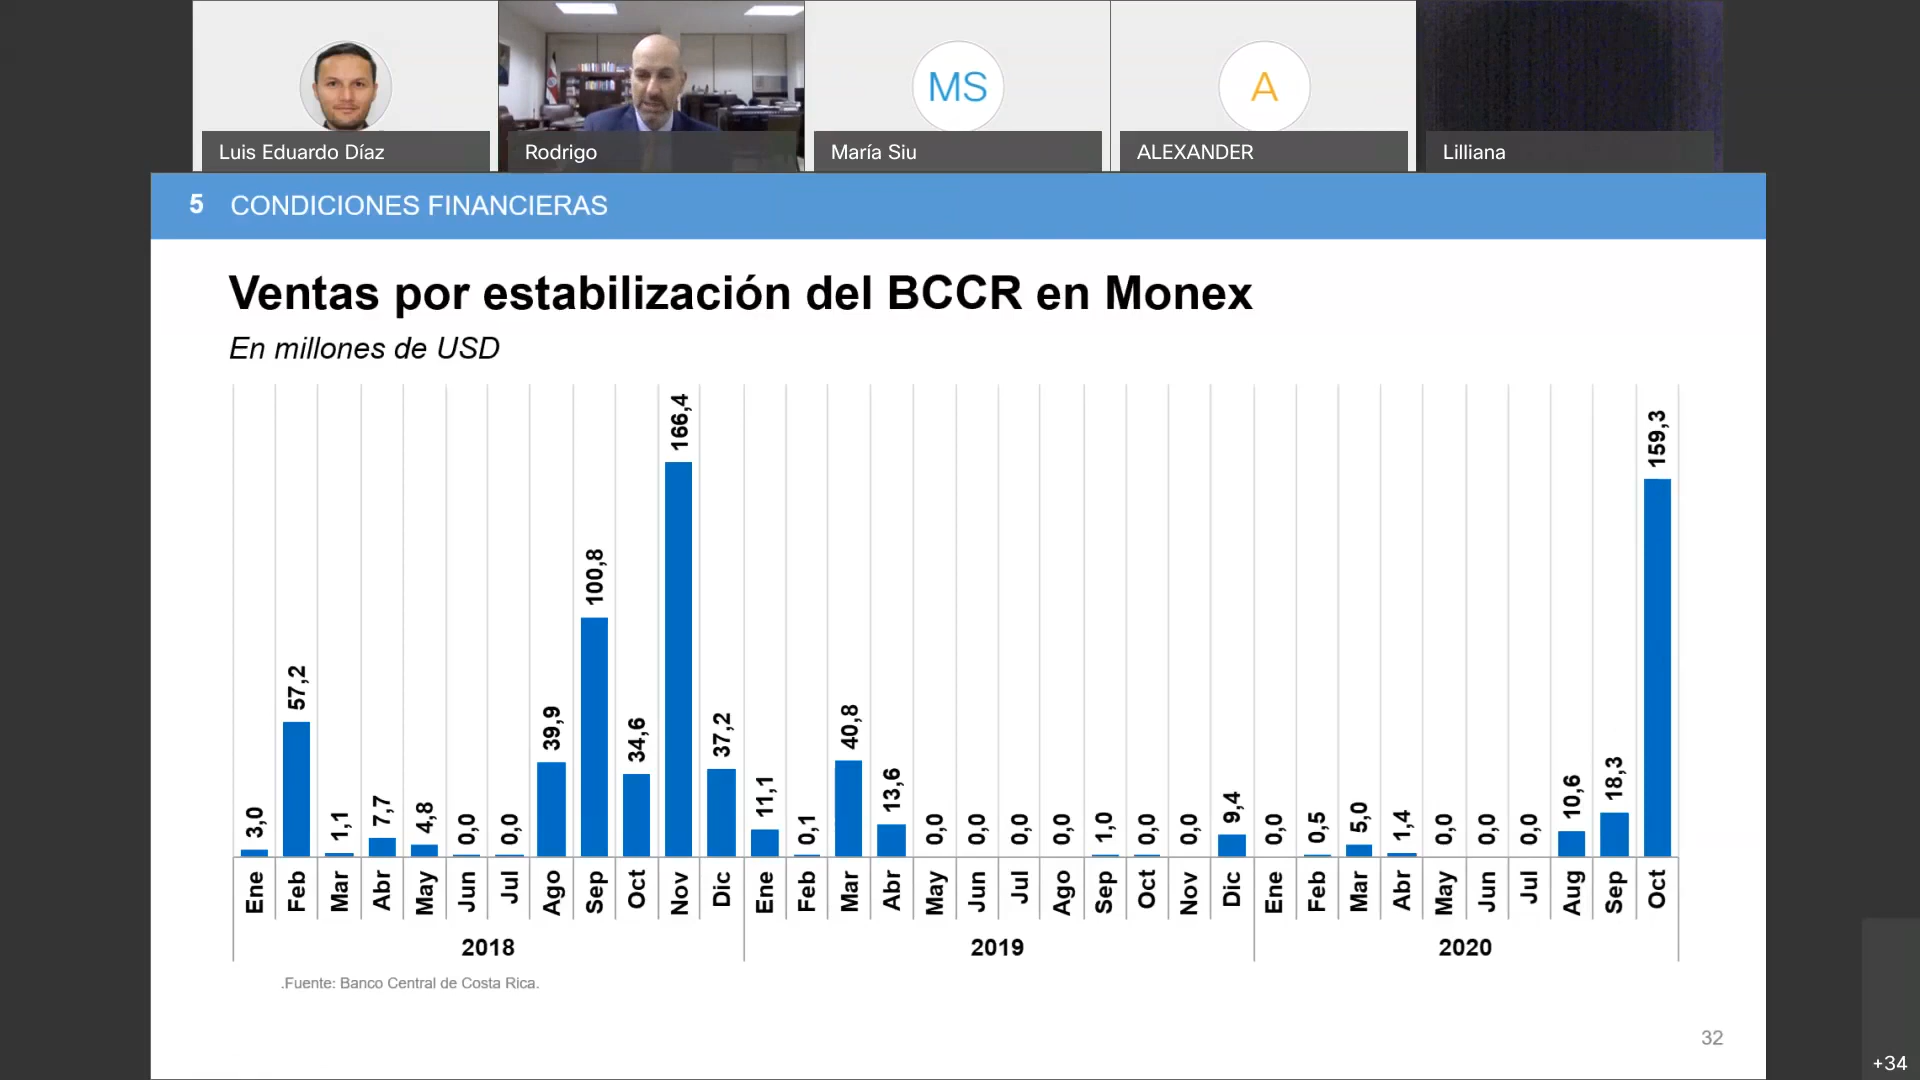 MS
A
Luis Eduardo Díaz
Rodrigo
María Siu
ALEXANDER
Lilliana
5 CONDICIONES FINANCIERAS
Ventas por estabilización del BCCR en Monex
En millones de USD
3,0 57,2 1,1 7,7 4,8 0,0 0,0 39,9 100,8 34,6 166,4 37,2 11,1 0,1 40,8 13,6 0,0 0,0 0,0 0,0 1,0 0,0 0,0 9,4 0,0 0,5 5,0 1,4 0,0 0,0 0,0 10,6 18,3 159,3
Ene Feb Mar Abr May Jun Jul Ago Sep Oct Nov Dic Ene Feb Mar Abr May Jun Jul Ago Sep Oct Nov Dic Ene Feb Mar Abr May Jun Jul Aug Sep Oct
2018 2019 2020
.Fuente: Banco Central de Costa Rica.
32
+34